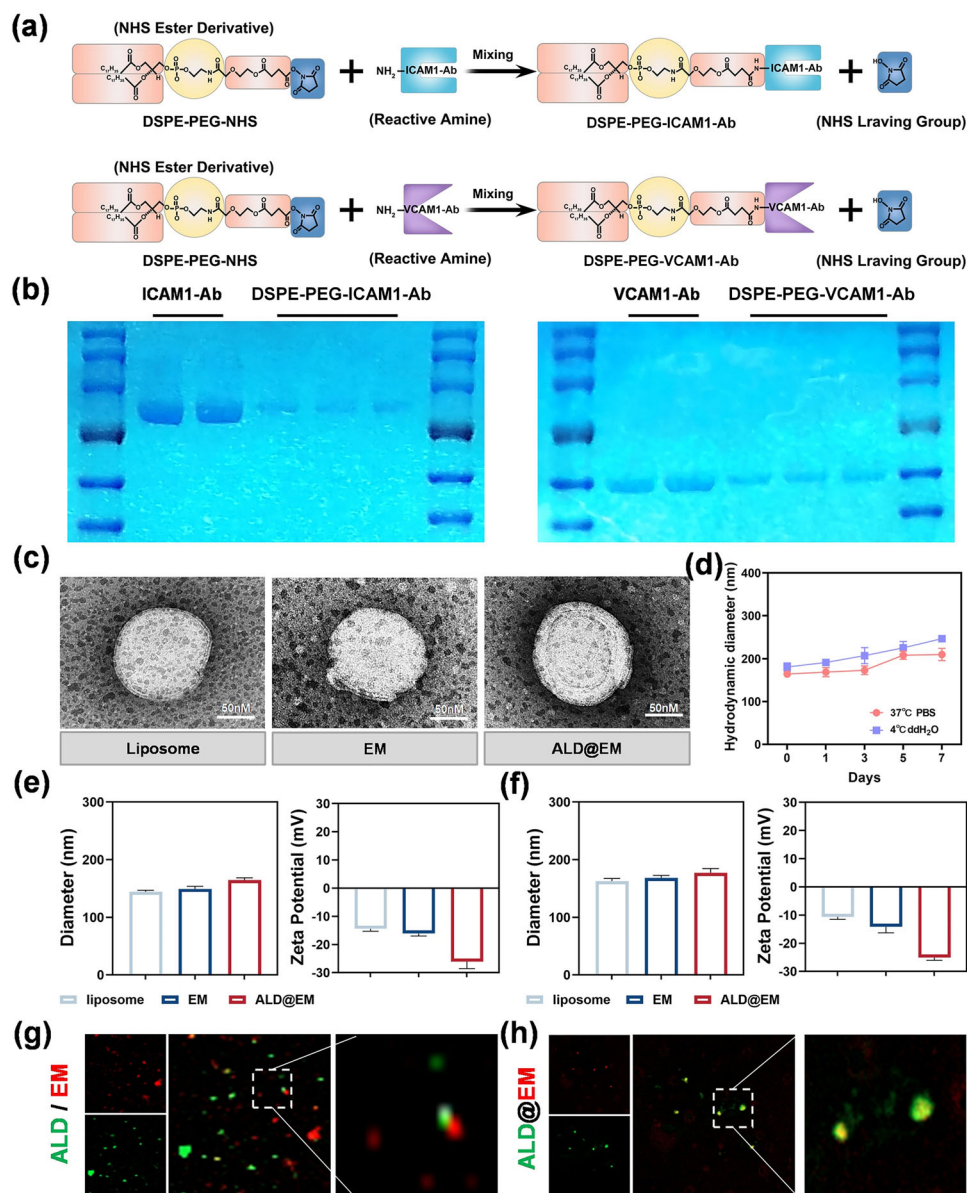 (a)
(NHS Ester Derivative)
DSPE-PEG-NHS
+
NH2 ICAM1-Ab
(Reactive Amine)
Mixing
DSPE-PEG-ICAM1-Ab
ICAM1-Ab
+
(NHS Lraving Group)
(NHS Ester Derivative)
DSPE-PEG-NHS
+
NH2 VCAM1-Ab
(Reactive Amine)
Mixing
DSPE-PEG-VCAM1-Ab
VCAM1-Ab
+
(NHS Lraving Group)
(b)
ICAM1-Ab DSPE-PEG-ICAM1-Ab
VCAM1-Ab DSPE-PEG-VCAM1-Ab
(c)
50nM
Liposome
50nM
EM
50nM
ALD@EM
(d)
Hydrodynamic diameter (nm)
400
300
200
100
0
37°C PBS
4°C ddH2O
0 1 3 5 7
Days
(e)
Diameter (nm)
300
200
100
0
Zeta Potential (mV)
30
20
10
0
-10
-20
-30
liposome EM ALD@EM
(f)
Diameter (nm)
300
200
100
0
Zeta Potential (mV)
30
20
10
0
-10
-20
-30
liposome EM ALD@EM
(g)
ALD / EM
(h)
ALD@EM